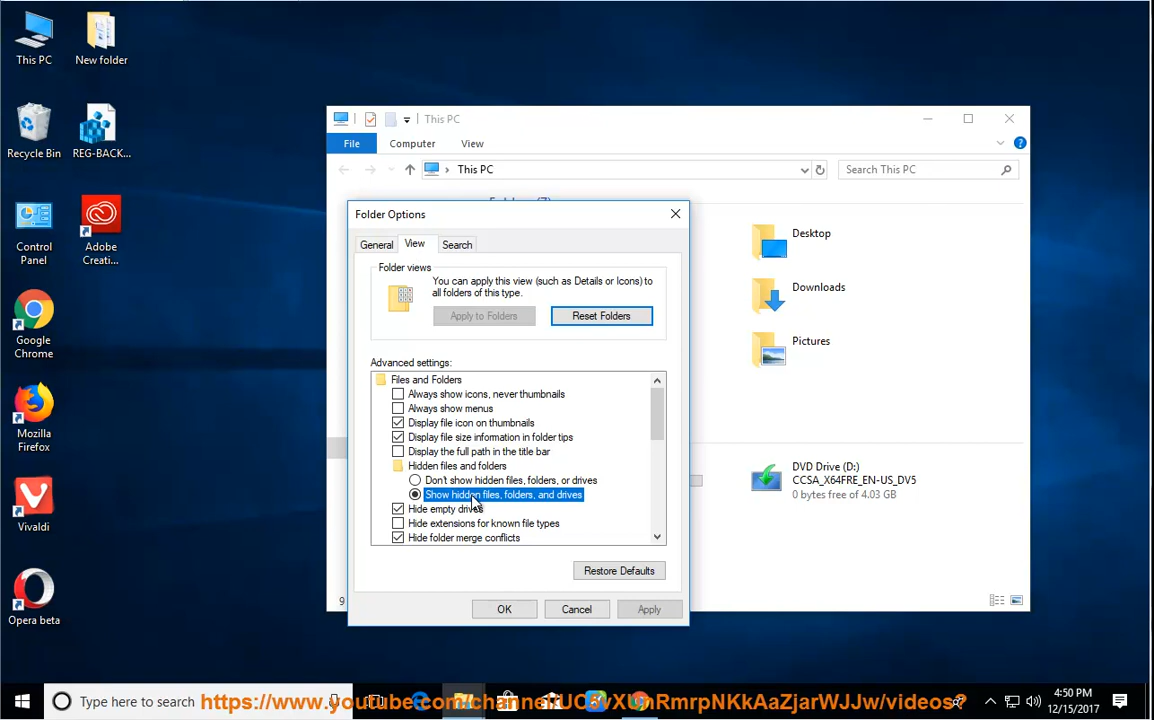 This PC
New folder
Recycle Bin
REG-BACK...
Control
Panel
Adobe
Creati...
Google
Chrome
Mozilla
Firefox
Vivaldi
Opera beta
This PC
File
Computer
View
This PC
Search This PC
Desktop
Downloads
Pictures
DVD Drive (D:)
CCSA_X64FRE_EN-US_DV5
0 bytes free of 4.03 GB
9
Folder Options
General
View
Search
Folder views
You can apply this view (such as Details or Icons) to
all folders of this type.
Apply to Folders
Reset Folders
Advanced settings:
Files and Folders
Always show icons, never thumbnails
Always show menus
Display file icon on thumbnails
Display file size information in folder tips
Display the full path in the title bar
Hidden files and folders
Don't show hidden files, folders, or drives
Show hidden files, folders, and drives
Hide empty drives
Hide extensions for known file types
Hide folder merge conflicts
Restore Defaults
OK
Cancel
Apply
Type here to search
4:50 PM
12/15/2017